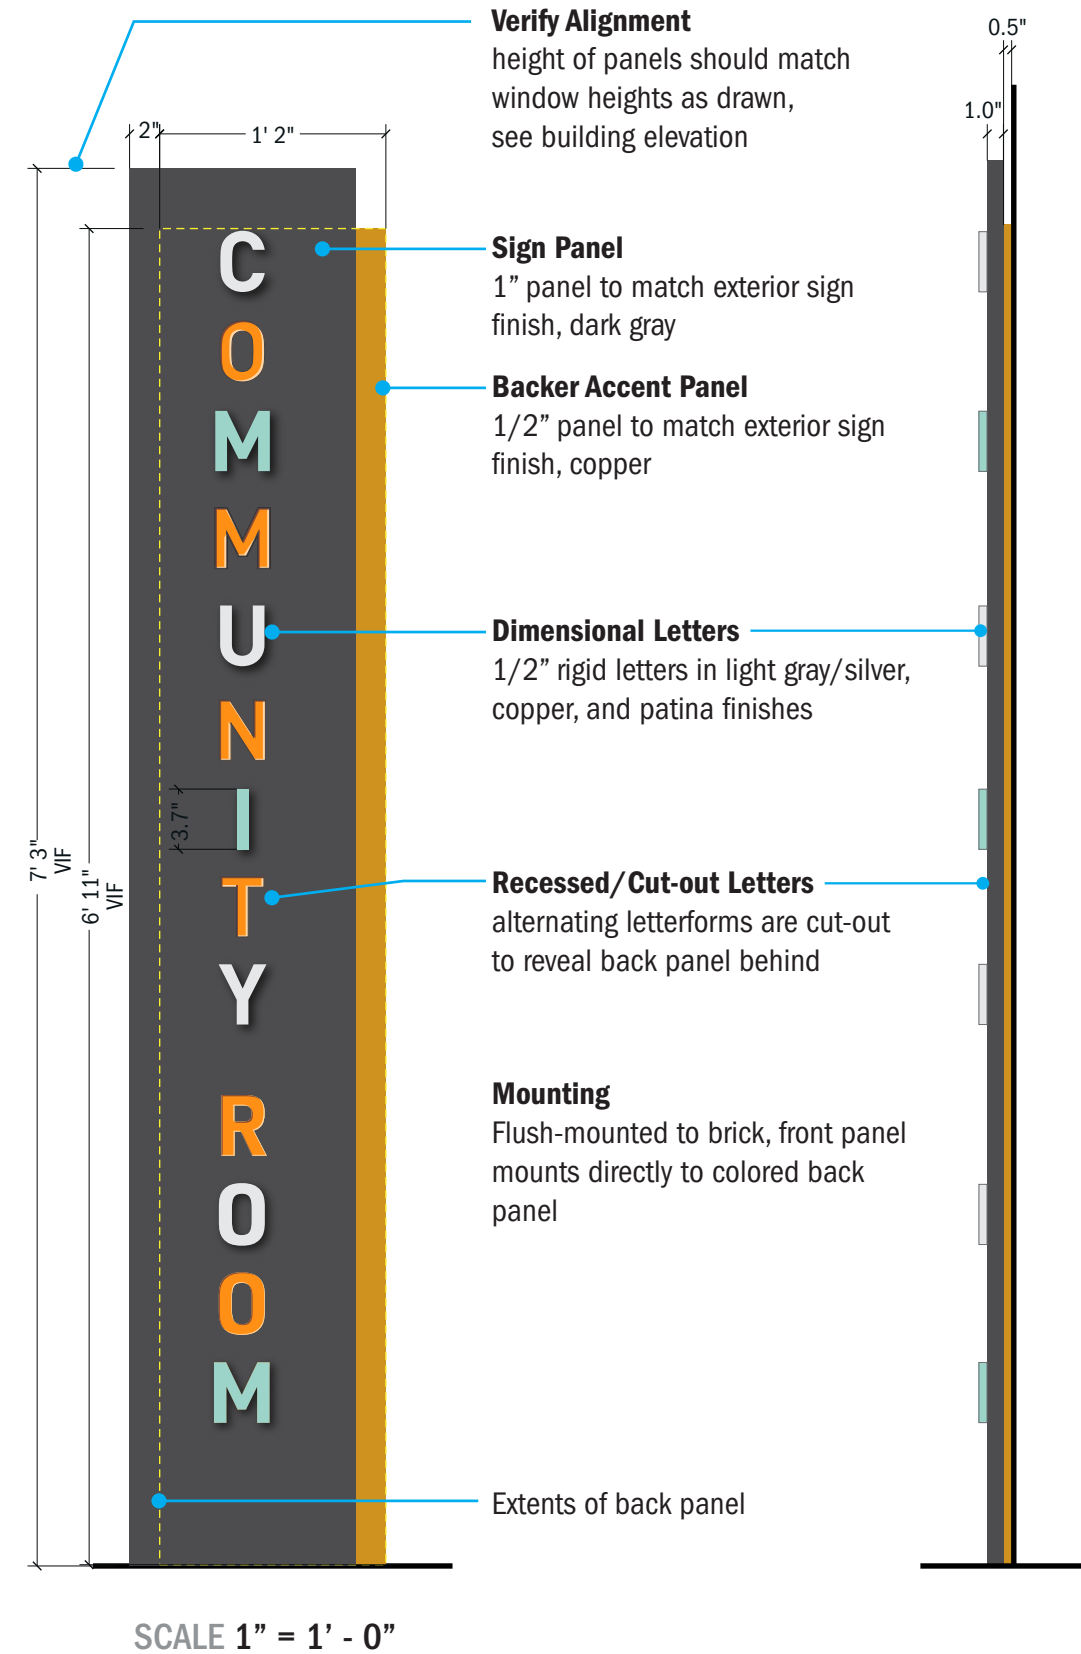 Verify Alignment
height of panels should match
window heights as drawn,
see building elevation
0.5"
1.0"
2"
1' 2"
Sign Panel
1” panel to match exterior sign
finish, dark gray
Backer Accent Panel
1/2” panel to match exterior sign
finish, copper
Dimensional Letters
1/2” rigid letters in light gray/silver,
copper, and patina finishes
3.7"
7' 3"
VIF
6' 11"
VIF
Recessed/Cut-out Letters
alternating letterforms are cut-out
to reveal back panel behind
Mounting
Flush-mounted to brick, front panel
mounts directly to colored back
panel
COMMUNITY ROOM
Extents of back panel
SCALE 1” = 1’ - 0”